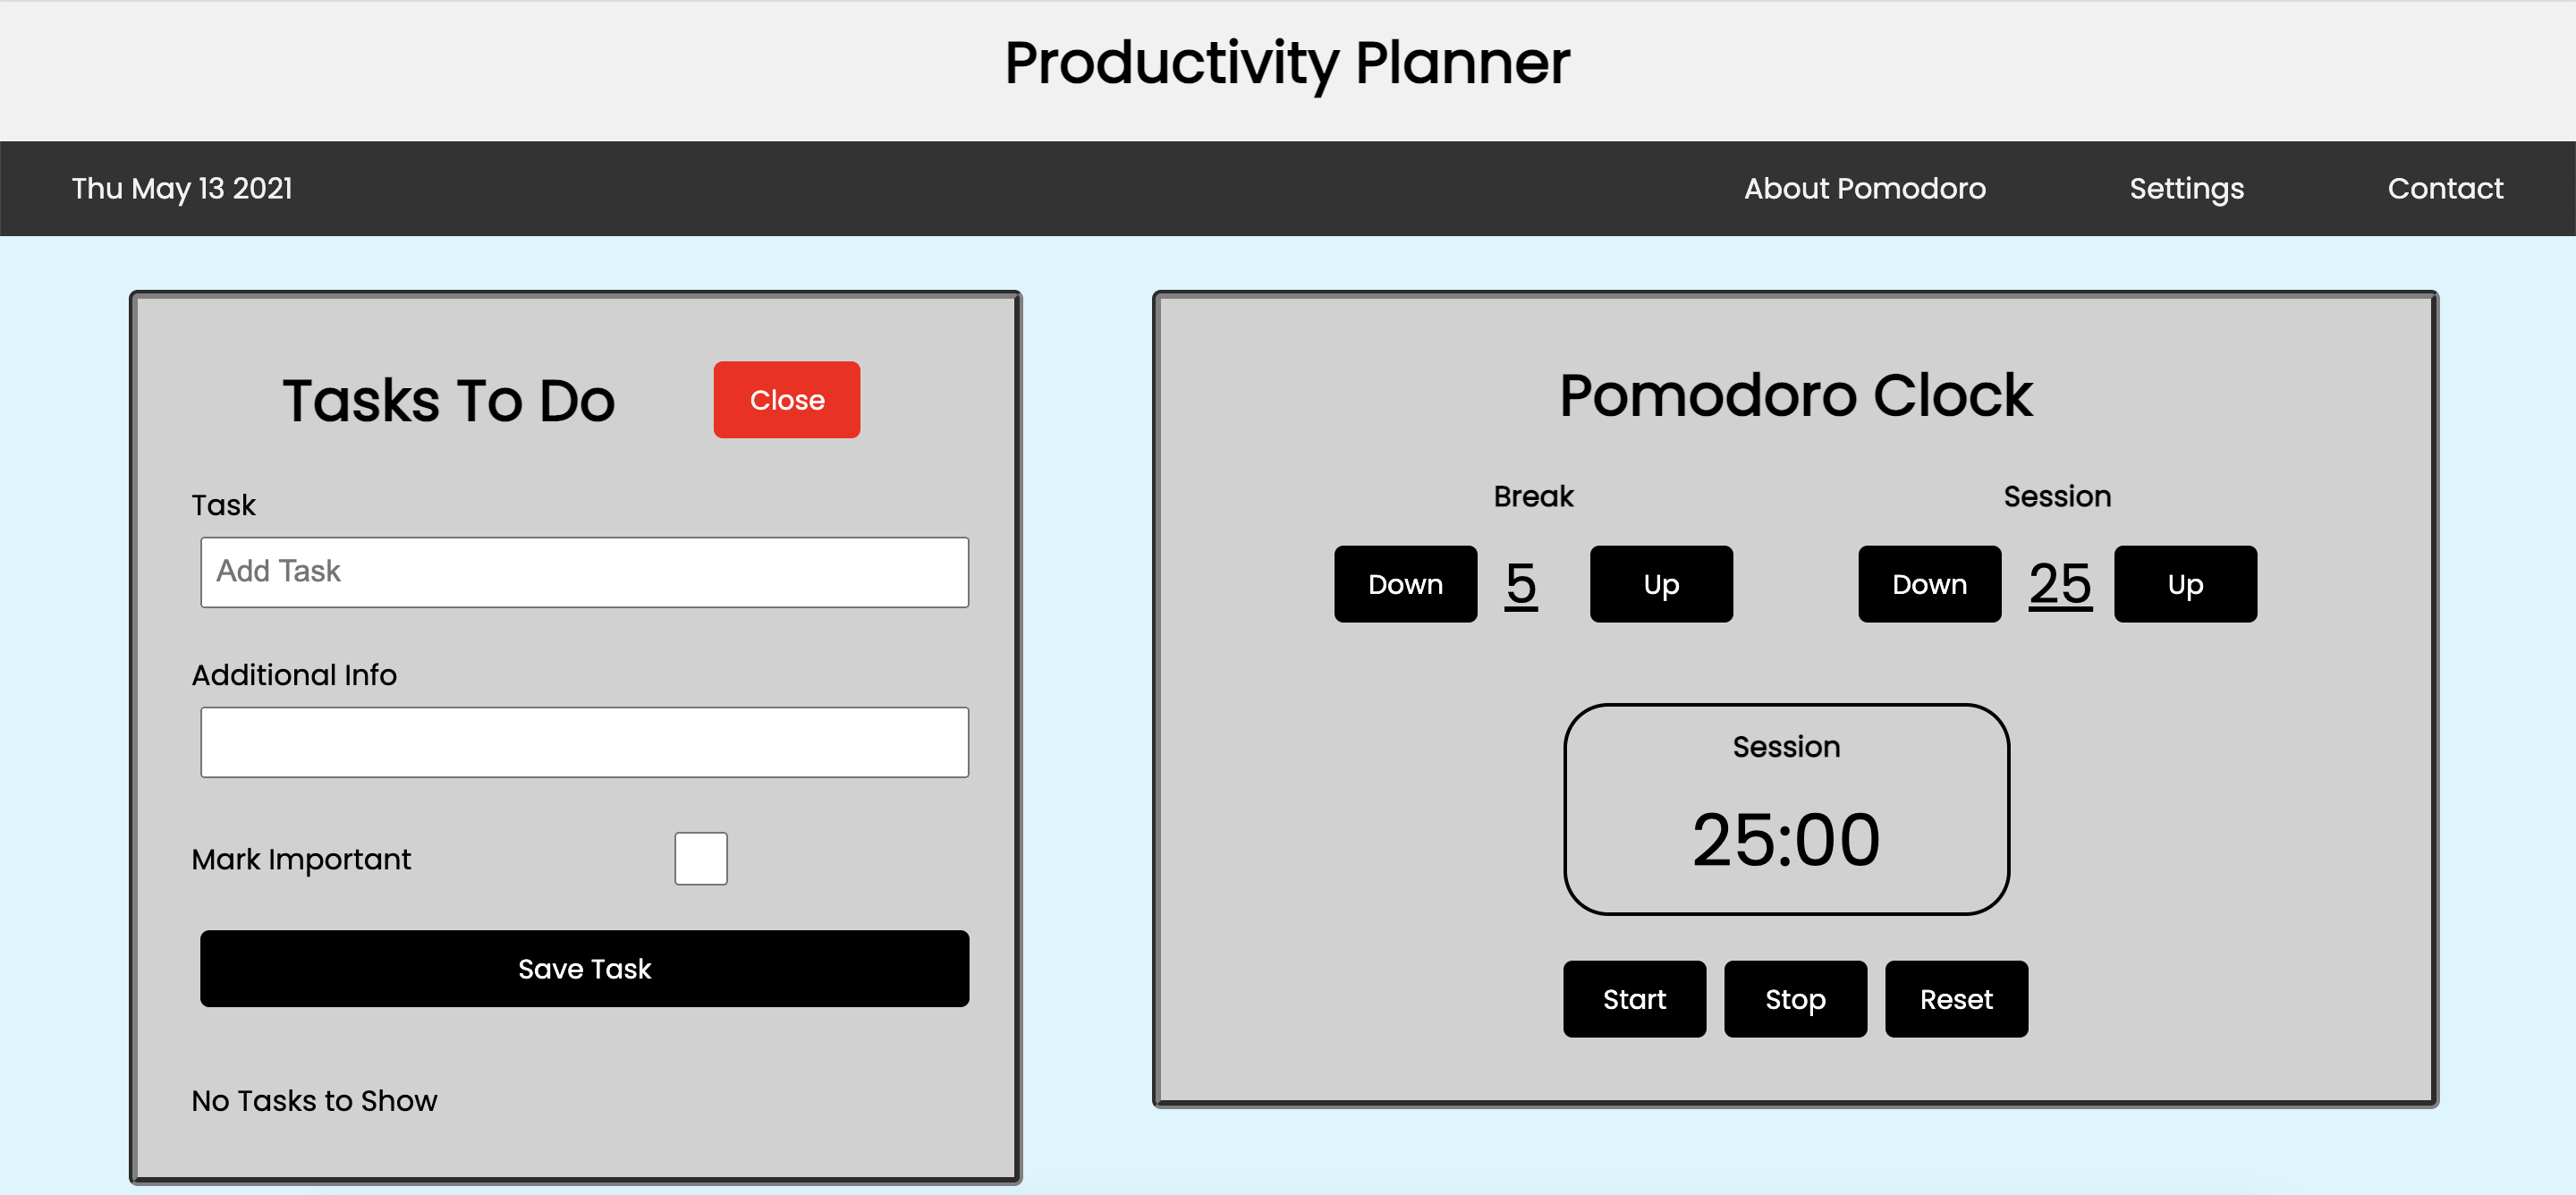 Productivity Planner
Thu May 13 2021
About Pomodoro
Settings
Contact
Tasks To Do
Close
Task
Add Task
Additional Info
Mark Important
Save Task
No Tasks to Show
Pomodoro Clock
Break
Session
Down 5 Up
Down 25 Up
Session
25:00
Start
Stop
Reset